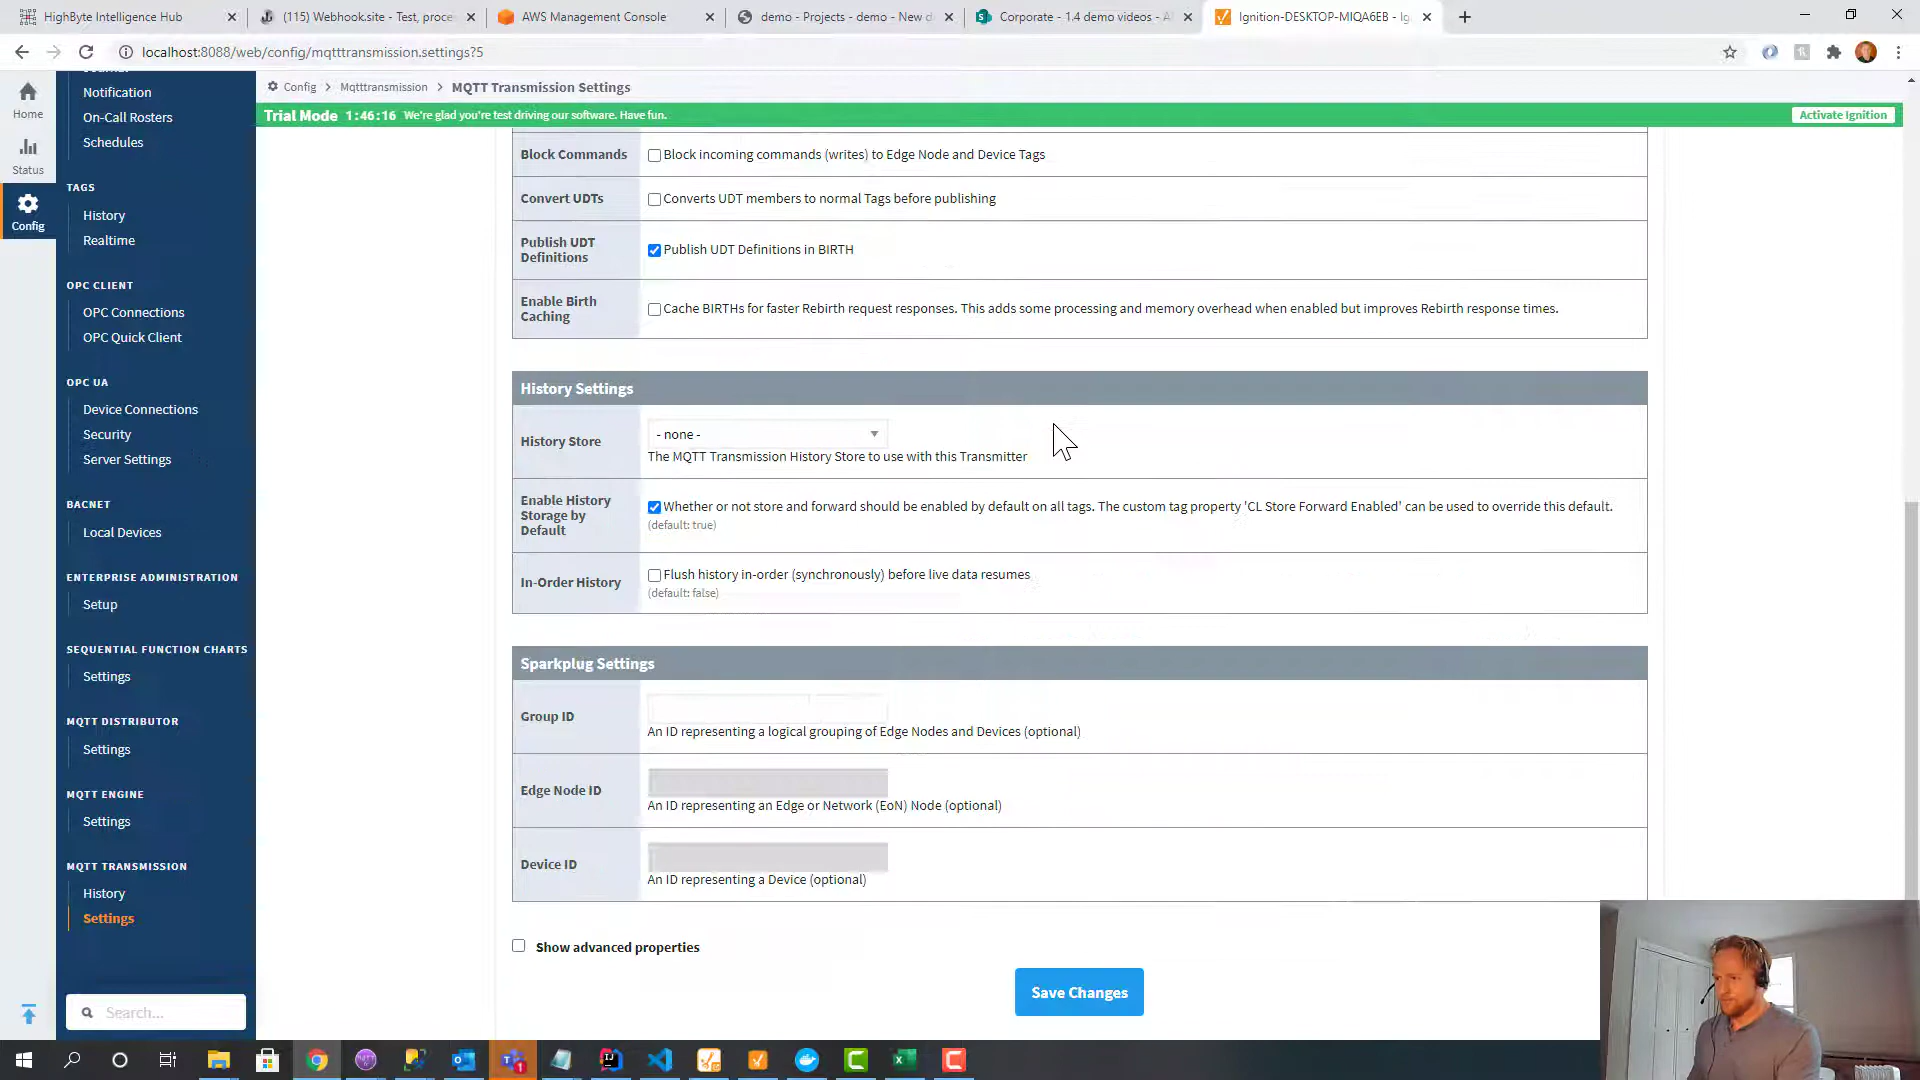 HighByte Intelligence Hub
(115) Webhook.site - Test, proce
AWS Management Console
demo - Projects - demo - New d
Corporate - 1.4 demo videos - A
Ignition-DESKTOP-MIQA6EB - Ig
localhost:8088/web/config/mqtttransmission.settings?5
Home
Status
Config
Journal
Notification
On-Call Rosters
Schedules
TAGS
History
Realtime
OPC CLIENT
OPC Connections
OPC Quick Client
OPC UA
Device Connections
Security
Server Settings
BACNET
Local Devices
ENTERPRISE ADMINISTRATION
Setup
SEQUENTIAL FUNCTION CHARTS
Settings
MQTT DISTRIBUTOR
Settings
MQTT ENGINE
Settings
MQTT TRANSMISSION
History
Settings
Search...
Config > Mqtttransmission > MQTT Transmission Settings
Trial Mode 1:46:16 We're glad you're test driving our software. Have fun.
Activate Ignition
Block Commands
Block incoming commands (writes) to Edge Node and Device Tags
Convert UDTs
Converts UDT members to normal Tags before publishing
Publish UDT
Definitions
Publish UDT Definitions in BIRTH
Enable Birth
Caching
Cache BIRTHs for faster Rebirth request responses. This adds some processing and memory overhead when enabled but improves Rebirth response times.
History Settings
History Store
- none -
The MQTT Transmission History Store to use with this Transmitter
Enable History
Storage by
Default
Whether or not store and forward should be enabled by default on all tags. The custom tag property 'CL Store Forward Enabled' can be used to override this default.
(default: true)
In-Order History
Flush history in-order (synchronously) before live data resumes
(default: false)
Sparkplug Settings
Group ID
An ID representing a logical grouping of Edge Nodes and Devices (optional)
Edge Node ID
An ID representing an Edge or Network (EoN) Node (optional)
Device ID
An ID representing a Device (optional)
Show advanced properties
Save Changes